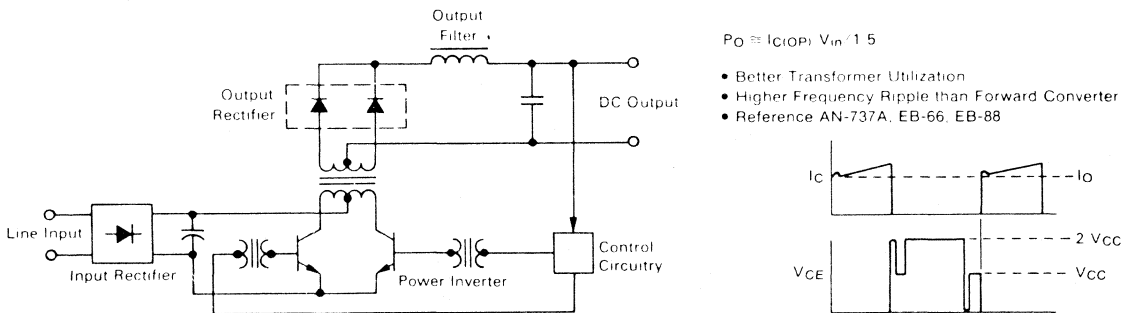 Output
Filter
Output
Rectifier
DC Output
Line Input
Input Rectifier
Power Inverter
Control
Circuitry
PO ≅ IC(OP) Vin/1.5
• Better Transformer Utilization
• Higher Frequency Ripple than Forward Converter
• Reference AN-737A, EB-66, EB-88
IC
IO
VCE
2 VCC
VCC